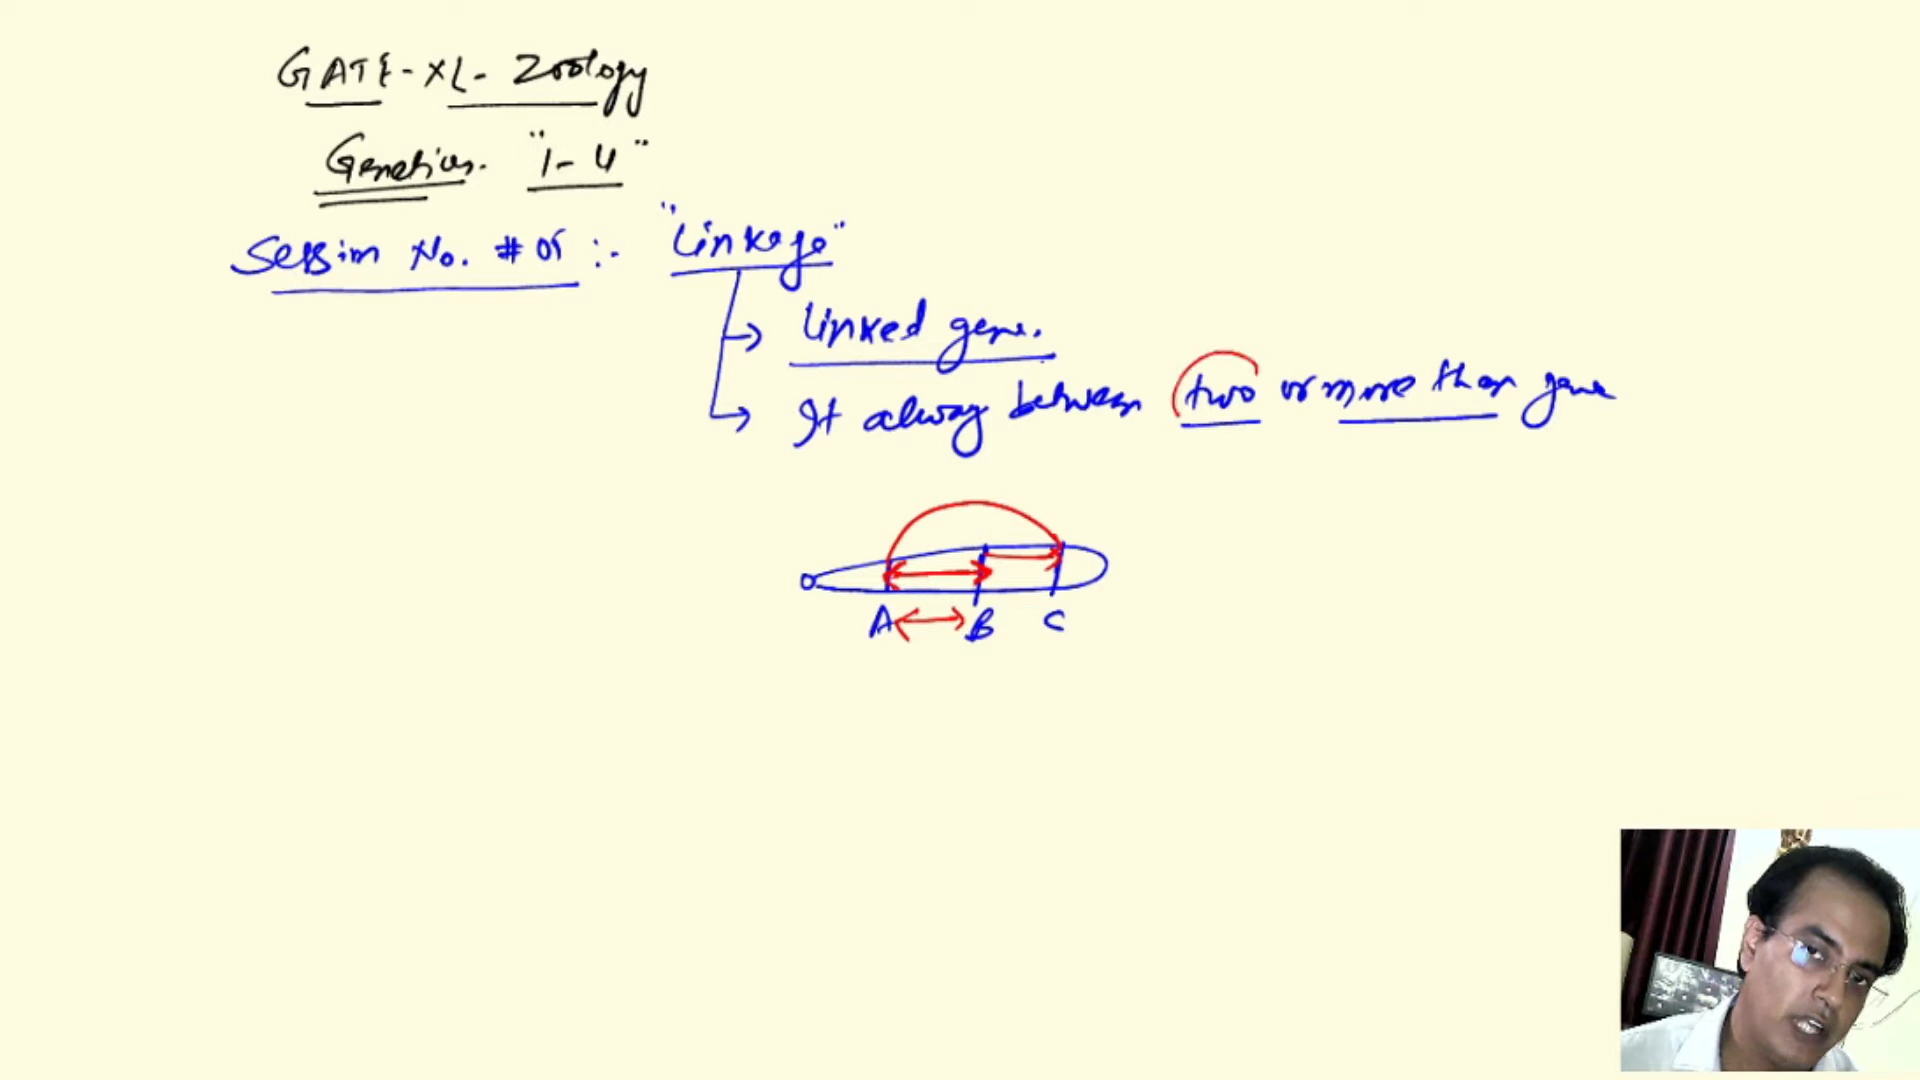 GATE-XL-Zoology
Genetics. "1-4"
Session No. #05 :- "Linkage"
→ Linked gene.
→ It alway between two or more than gene
A ↔ B C